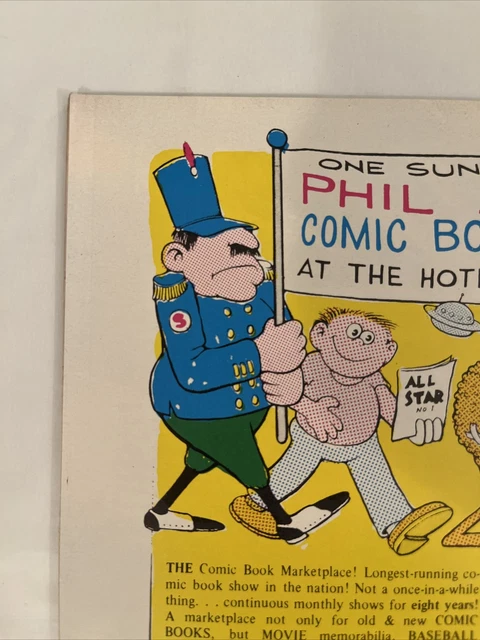 ONE SUN
PHIL
COMIC BO
AT THE HOT
S
ALL
STAR
NO 1
THE Comic Book Marketplace! Longest-running co-
mic book show in the nation! Not a once-in-a-while
thing. . . continuous monthly shows for eight years!
A marketplace not only for old & new COMIC
BOOKS, but MOVIE memorabilia, BASEBALL